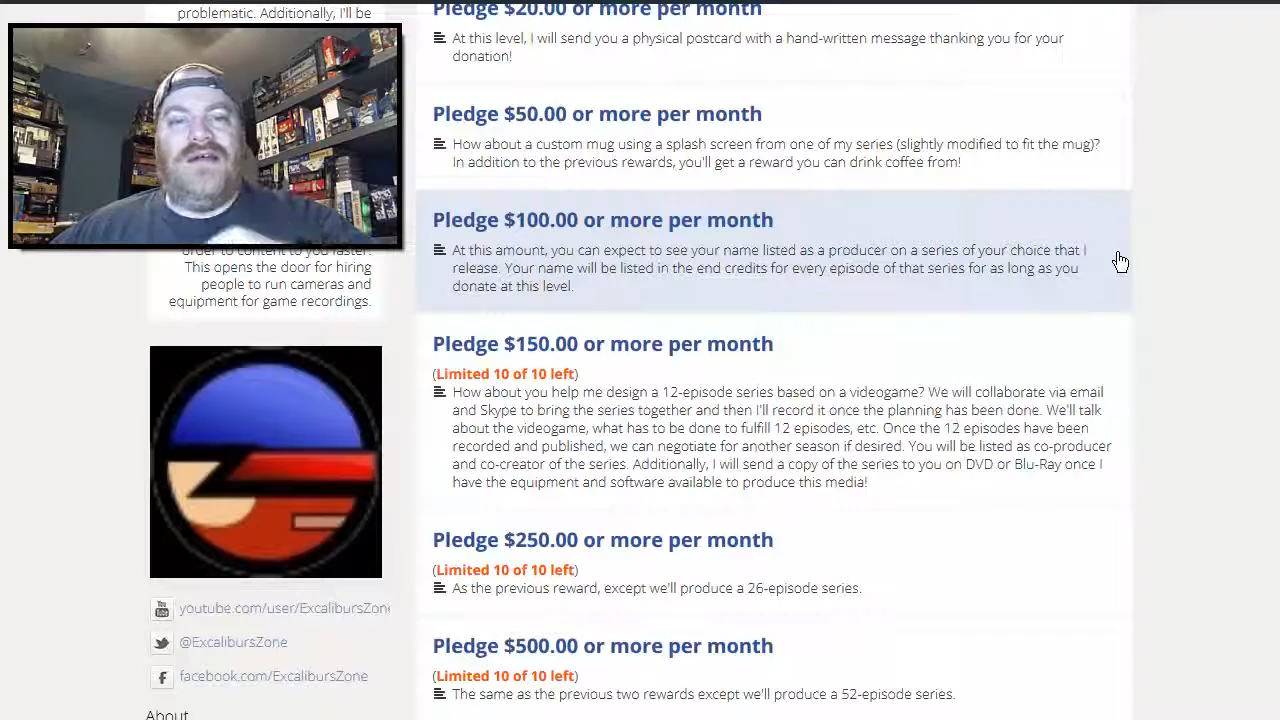 problematic. Additionally, I'll be
order to content to you faster.
This opens the door for hiring
people to run cameras and
equipment for game recordings.
youtube.com/user/ExcalibursZone
@ExcalibursZone
facebook.com/ExcalibursZone
About
Pledge $20.00 or more per month
At this level, I will send you a physical postcard with a hand-written message thanking you for your
donation!
Pledge $50.00 or more per month
How about a custom mug using a splash screen from one of my series (slightly modified to fit the mug)?
In addition to the previous rewards, you'll get a reward you can drink coffee from!
Pledge $100.00 or more per month
At this amount, you can expect to see your name listed as a producer on a series of your choice that I
release. Your name will be listed in the end credits for every episode of that series for as long as you
donate at this level.
Pledge $150.00 or more per month
(Limited 10 of 10 left)
How about you help me design a 12-episode series based on a videogame? We will collaborate via email
and Skype to bring the series together and then I'll record it once the planning has been done. We'll talk
about the videogame, what has to be done to fulfill 12 episodes, etc. Once the 12 episodes have been
recorded and published, we can negotiate for another season if desired. You will be listed as co-producer
and co-creator of the series. Additionally, I will send a copy of the series to you on DVD or Blu-Ray once I
have the equipment and software available to produce this media!
Pledge $250.00 or more per month
(Limited 10 of 10 left)
As the previous reward, except we'll produce a 26-episode series.
Pledge $500.00 or more per month
(Limited 10 of 10 left)
The same as the previous two rewards except we'll produce a 52-episode series.